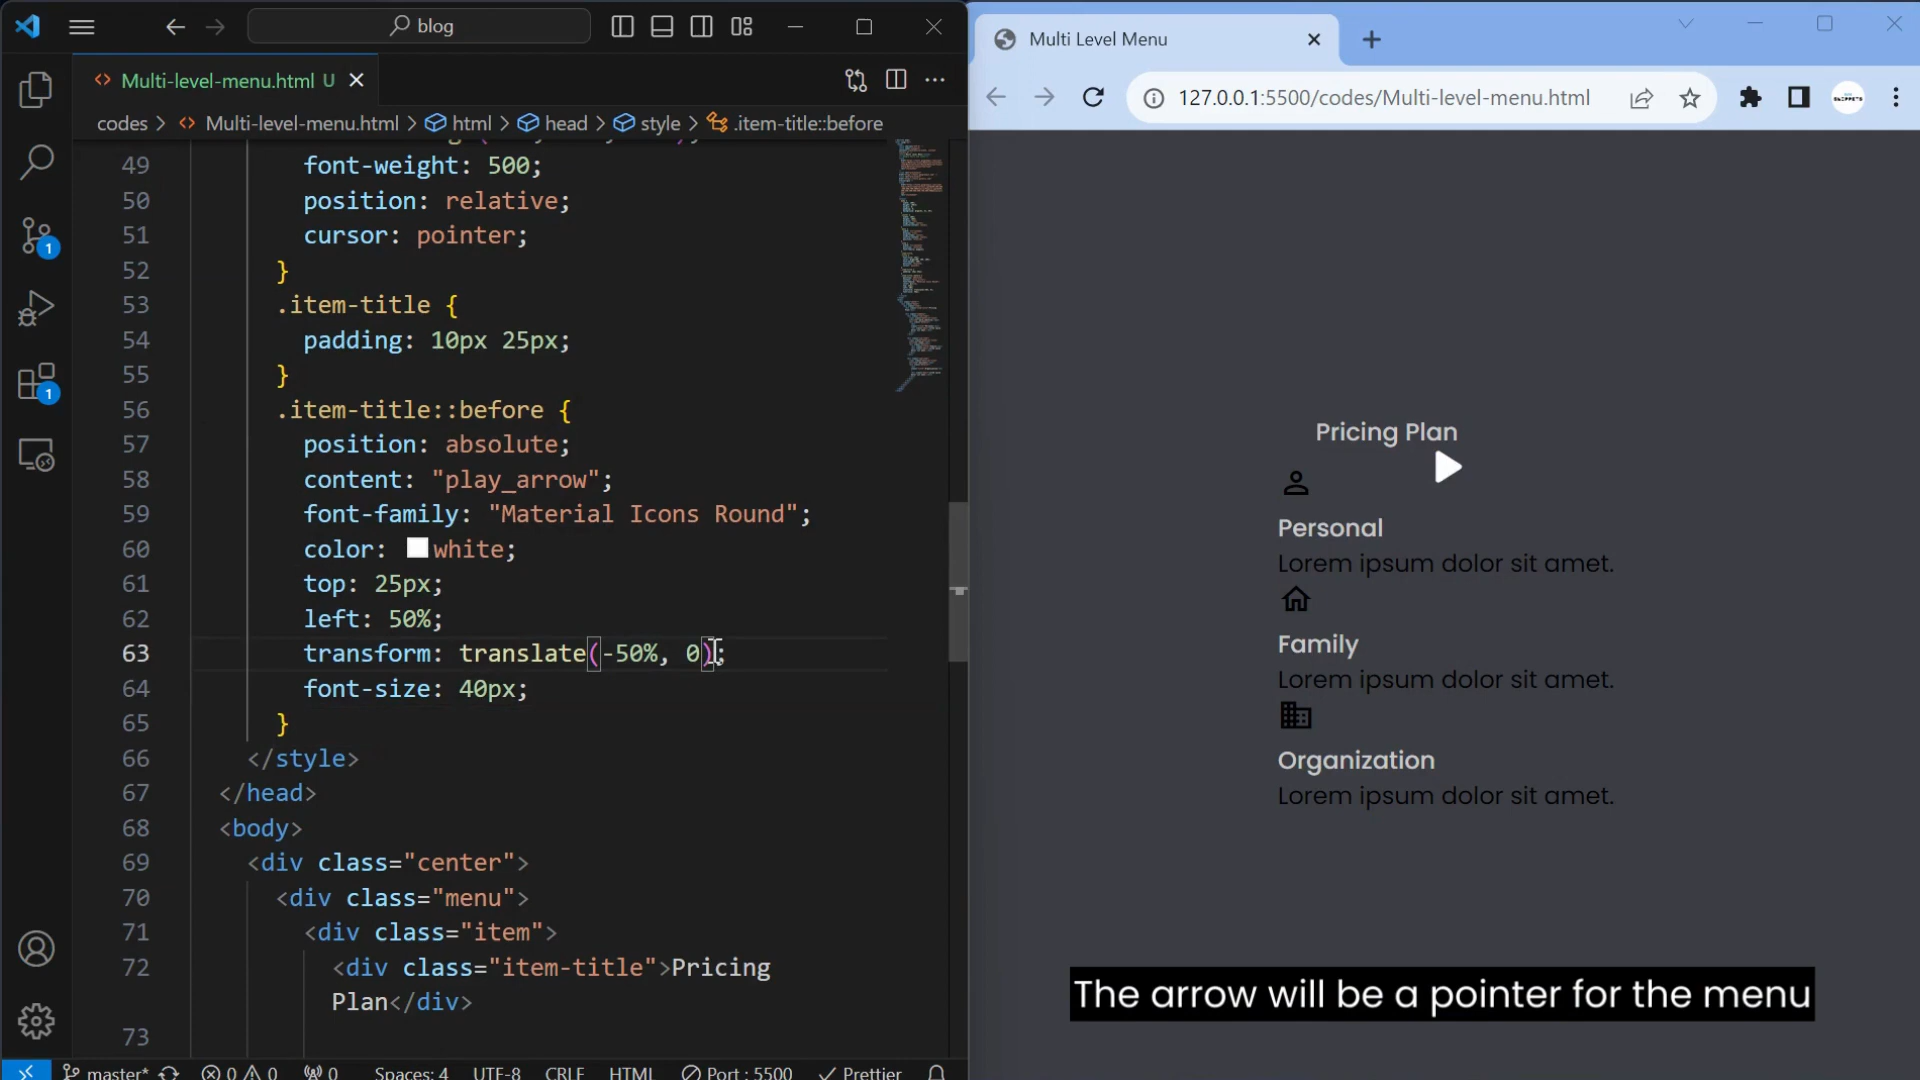 blog
Multi-level-menu.html U
codes > Multi-level-menu.html > html > head > style > .item-title::before
49 font-weight: 500;
50 position: relative;
51 cursor: pointer;
52 }
53 .item-title {
54 padding: 10px 25px;
55 }
56 .item-title::before {
57 position: absolute;
58 content: "play_arrow";
59 font-family: "Material Icons Round";
60 color: white;
61 top: 25px;
62 left: 50%;
63 transform: translate(-50%, 0);
64 font-size: 40px;
65 }
66 </style>
67 </head>
68 <body>
69 <div class="center">
70 <div class="menu">
71 <div class="item">
72 <div class="item-title">Pricing
Plan</div>
73
1
1
master* 0 0 0 Spaces: 4 UTF-8 CRLF HTML Port : 5500 Prettier
Multi Level Menu
127.0.0.1:5500/codes/Multi-level-menu.html
Pricing Plan
Personal
Lorem ipsum dolor sit amet.
Family
Lorem ipsum dolor sit amet.
Organization
Lorem ipsum dolor sit amet.
The arrow will be a pointer for the menu